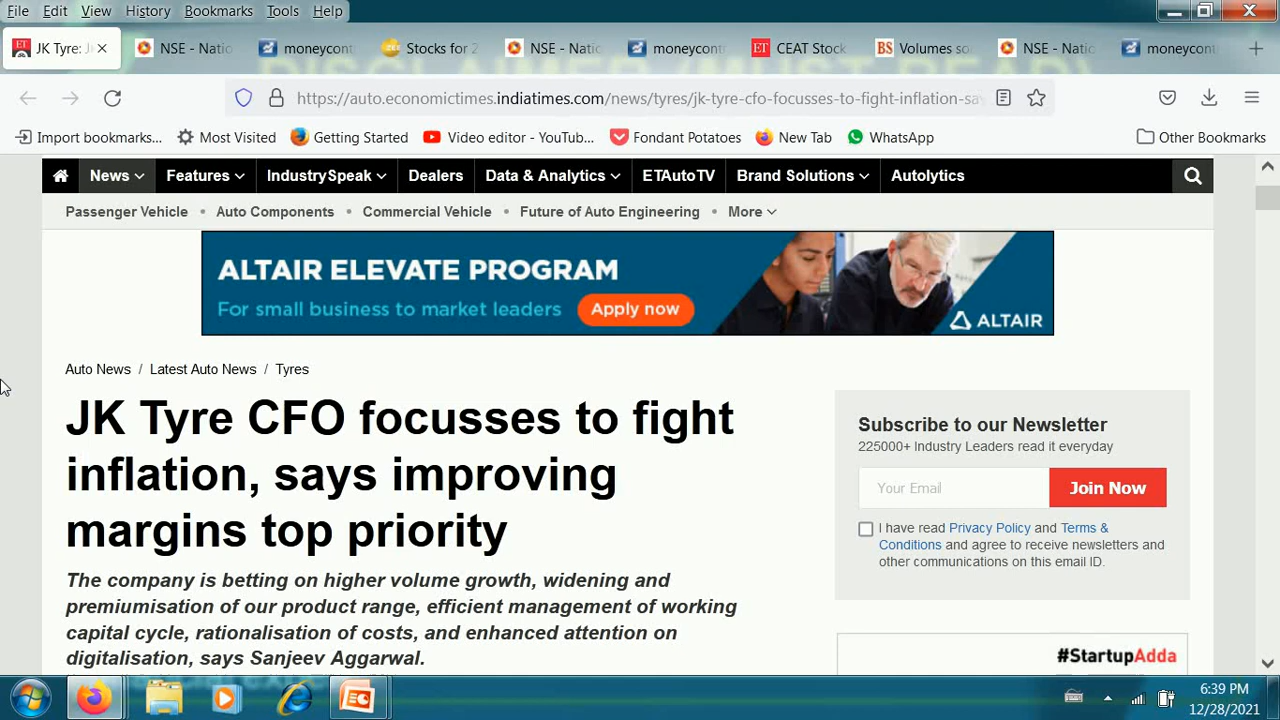 File Edit View History Bookmarks Tools Help
JK Tyre: J NSE - Natio moneycont Stocks for 2 NSE - Natio moneycont ET CEAT Stock BS Volumes so NSE - Natio moneycont
https://auto.economictimes.indiatimes.com/news/tyres/jk-tyre-cfo-focusses-to-fight-inflation-sa
Import bookmarks... Most Visited Getting Started Video editor - YouTub... Fondant Potatoes New Tab WhatsApp Other Bookmarks
News Features IndustrySpeak Dealers Data & Analytics ETAutoTV Brand Solutions Autolytics
Passenger Vehicle • Auto Components • Commercial Vehicle • Future of Auto Engineering • More
ALTAIR ELEVATE PROGRAM
For small business to market leaders Apply now
ALTAIR
Auto News / Latest Auto News / Tyres
JK Tyre CFO focusses to fight
inflation, says improving
margins top priority
The company is betting on higher volume growth, widening and
premiumisation of our product range, efficient management of working
capital cycle, rationalisation of costs, and enhanced attention on
digitalisation, says Sanjeev Aggarwal.
Subscribe to our Newsletter
225000+ Industry Leaders read it everyday
Your Email Join Now
I have read Privacy Policy and Terms &
Conditions and agree to receive newsletters and
other communications on this email ID.
#StartupAdda
6:39 PM
12/28/2021